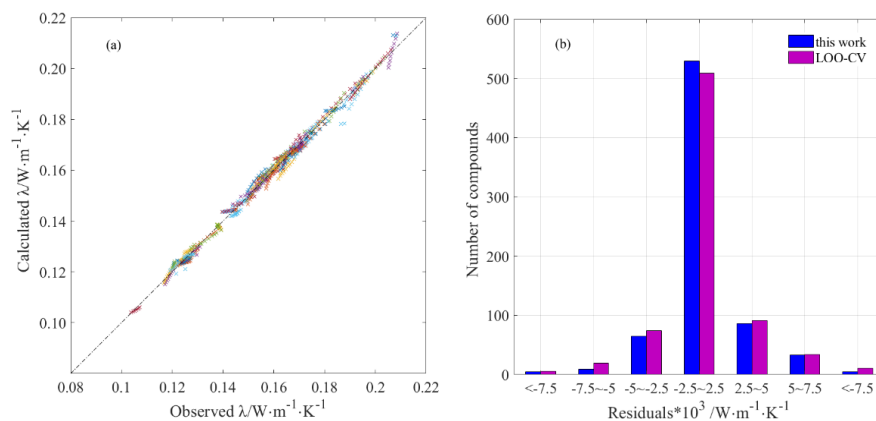 (a)
0.22
0.20
0.18
0.16
0.14
0.12
0.10
Calculated λ/W·m⁻¹·K⁻¹
0.08 0.1 0.12 0.14 0.16 0.18 0.2 0.22
Observed λ/W·m⁻¹·K⁻¹
(b)
this work
LOO-CV
600
500
400
300
200
100
0
Number of compounds
<-7.5 -7.5~-5 -5~-2.5 -2.5~2.5 2.5~5 5~7.5 <-7.5
Residuals*10³ /W·m⁻¹·K⁻¹